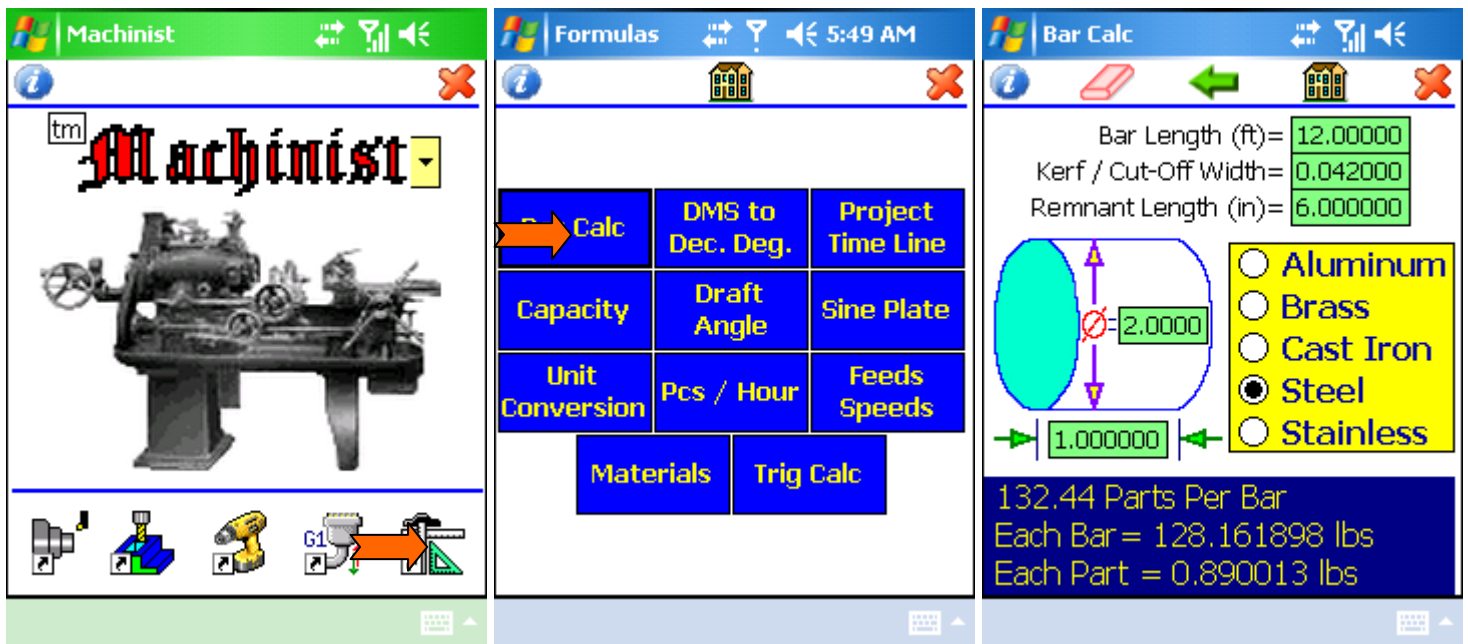 Machinist
tm
Machinist
G1
Formulas
5:49 AM
Calc
DMS to
Dec. Deg.
Project
Time Line
Capacity
Draft
Angle
Sine Plate
Unit
Conversion
Pcs / Hour
Feeds
Speeds
Materials
Trig Calc
Bar Calc
Bar Length (ft)= 12.00000
Kerf / Cut-Off Width= 0.042000
Remnant Length (in)= 6.000000
Ø= 2.0000
1.000000
Aluminum
Brass
Cast Iron
Steel
Stainless
132.44 Parts Per Bar
Each Bar = 128.161898 lbs
Each Part = 0.890013 lbs